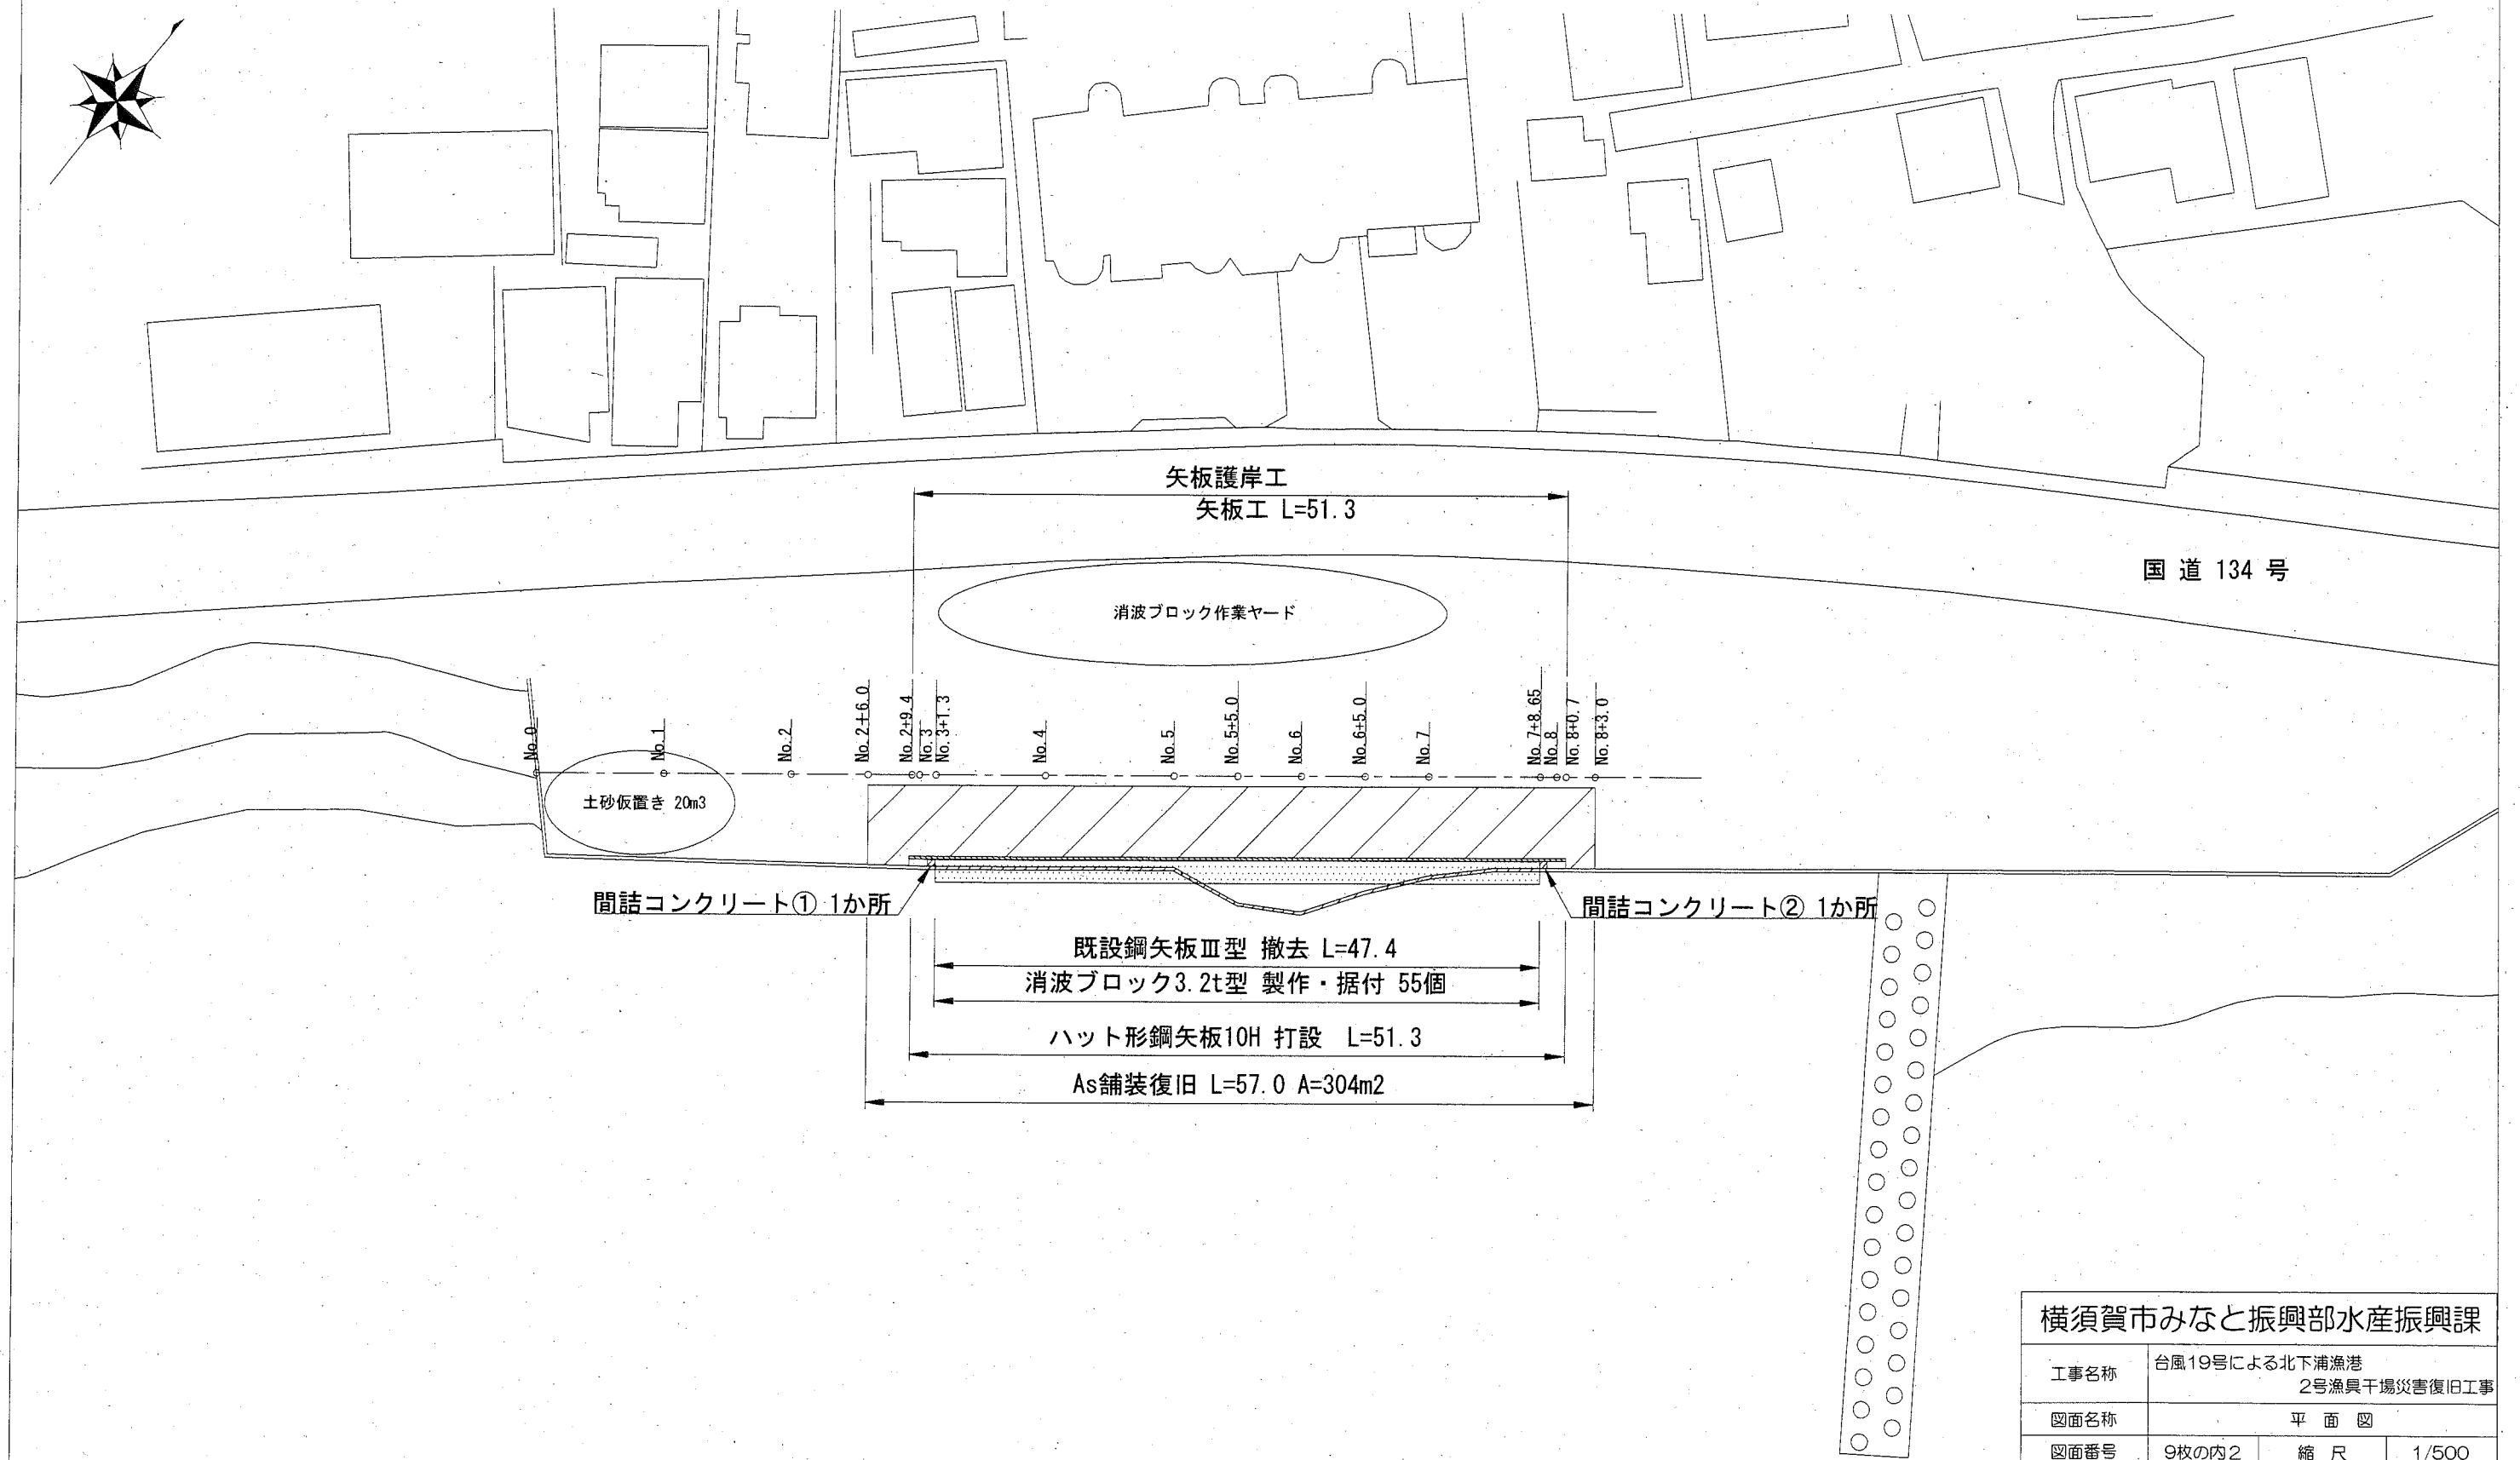 矢板護岸工
矢板工 L=51.3
国 道 134 号
消波ブロック作業ヤード
No.0
No.1
No.2
No.2+6.0
No.2+9.4
No.3
No.3+1.3
No.4
No.5
No.5+5.0
No.6
No.6+5.0
No.7
No.7+8.65
No.8
No.8+0.7
No.8+3.0
土砂仮置き 20m3
間詰コンクリート① 1か所
間詰コンクリート② 1か所
既設鋼矢板Ⅲ型 撤去 L=47.4
消波ブロック3.2t型 製作・据付 55個
ハット形鋼矢板10H 打設 L=51.3
As舗装復旧 L=57.0 A=304m2
横須賀市みなと振興部水産振興課
工事名称
台風19号による北下浦漁港
2号漁具干場災害復旧工事
図面名称
平 面 図
図面番号
9枚の内2
縮 尺
1/500